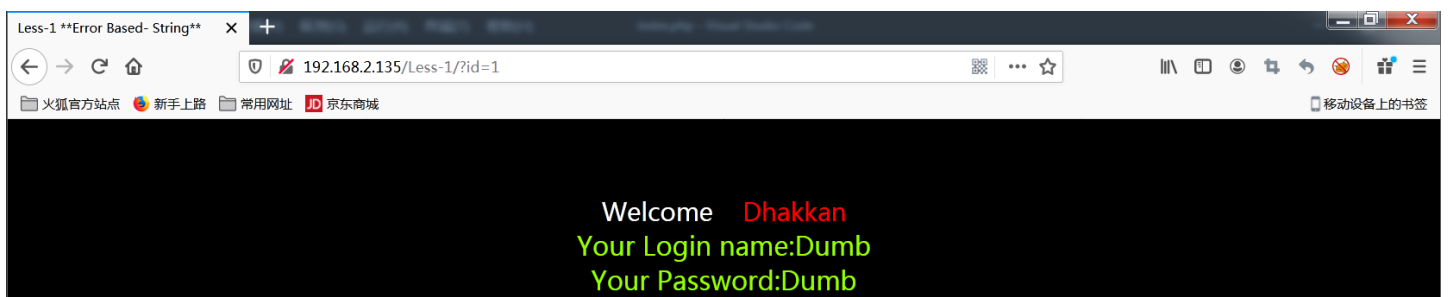 Less-1 **Error Based- String**
192.168.2.135/Less-1/?id=1
火狐官方站点 新手上路 常用网址 JD 京东商城 移动设备上的书签
Welcome Dhakkan
Your Login name:Dumb
Your Password:Dumb